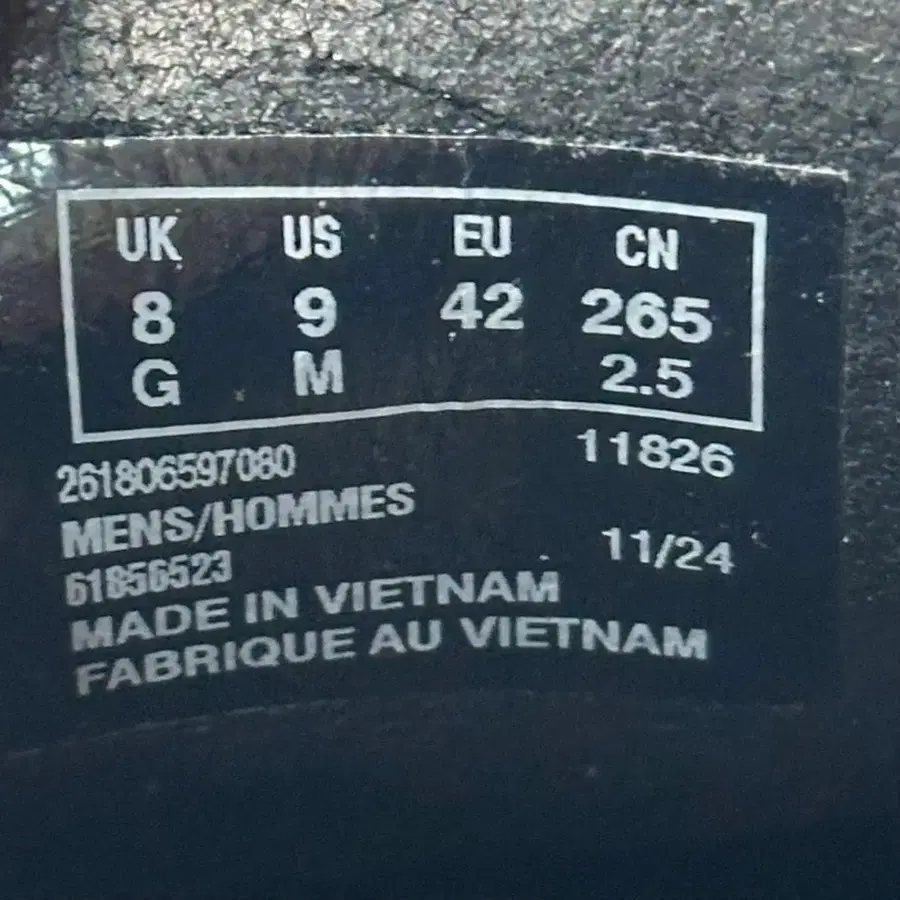 UK US EU CN
8 9 42 265
G M 2.5
261806597080 11826
MENS/HOMMES
61856523 11/24
MADE IN VIETNAM
FABRIQUE AU VIETNAM